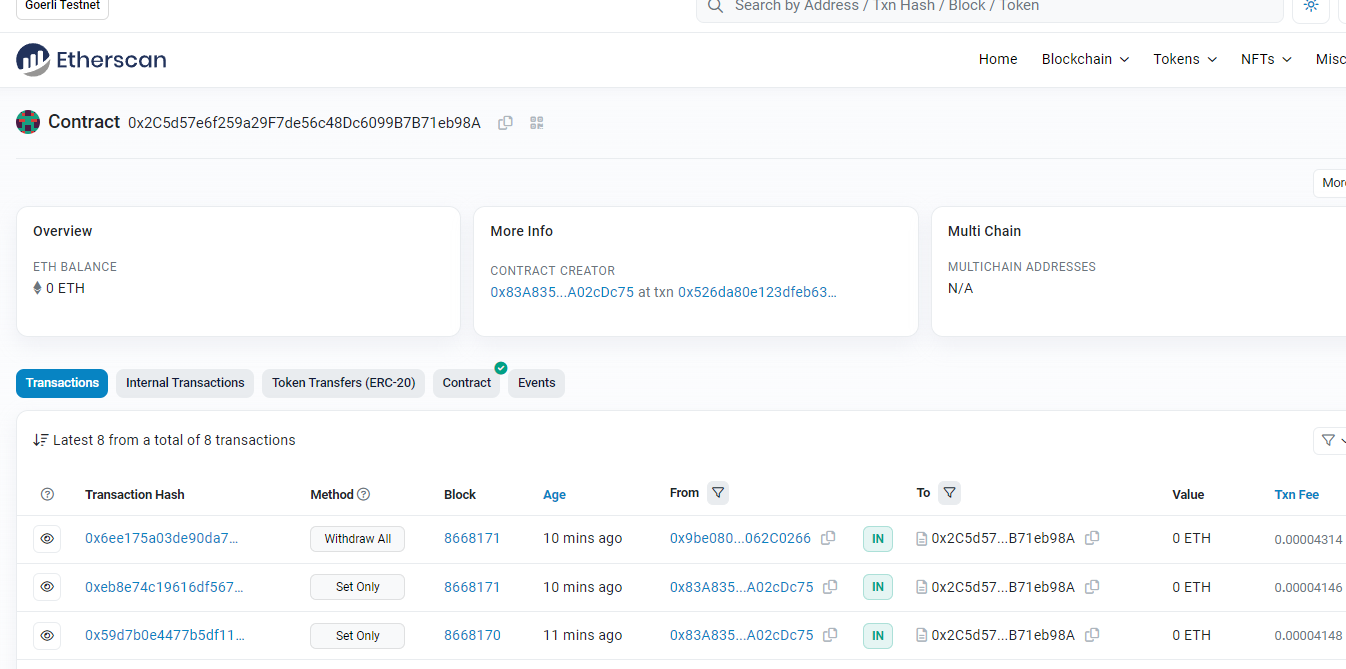 Goerli Testnet
Search by Address / Txn Hash / Block / Token
Etherscan
Home Blockchain Tokens NFTs Misc
Contract 0x2C5d57e6f259a29F7de56c48Dc6099B7B71eb98A
More
Overview
ETH BALANCE
0 ETH
More Info
CONTRACT CREATOR
0x83A835...A02cDc75 at txn 0x526da80e123dfeb63...
Multi Chain
MULTICHAIN ADDRESSES
N/A
Transactions Internal Transactions Token Transfers (ERC-20) Contract Events
Latest 8 from a total of 8 transactions
Transaction Hash Method Block Age From To Value Txn Fee
0x6ee175a03de90da7... Withdraw All 8668171 10 mins ago 0x9be080...062C0266 IN 0x2C5d57...B71eb98A 0 ETH 0.00004314
0xeb8e74c19616df567... Set Only 8668171 10 mins ago 0x83A835...A02cDc75 IN 0x2C5d57...B71eb98A 0 ETH 0.00004146
0x59d7b0e4477b5df11... Set Only 8668170 11 mins ago 0x83A835...A02cDc75 IN 0x2C5d57...B71eb98A 0 ETH 0.00004148